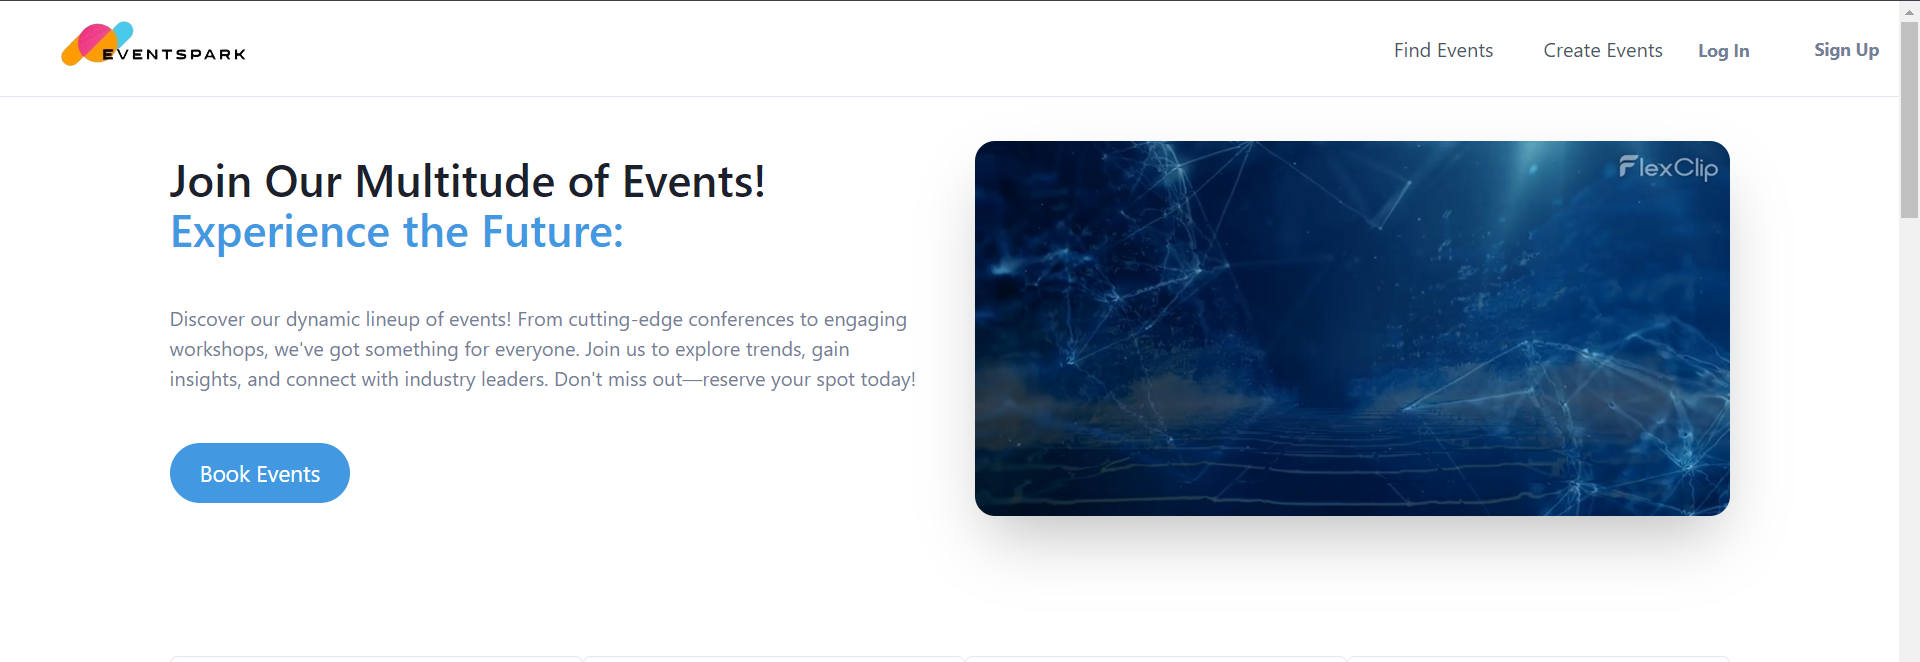 EVENTSPARK
Find Events
Create Events
Log In
Sign Up
Join Our Multitude of Events!
Experience the Future:
Discover our dynamic lineup of events! From cutting-edge conferences to engaging
workshops, we've got something for everyone. Join us to explore trends, gain
insights, and connect with industry leaders. Don't miss out—reserve your spot today!
Book Events
FlexClip